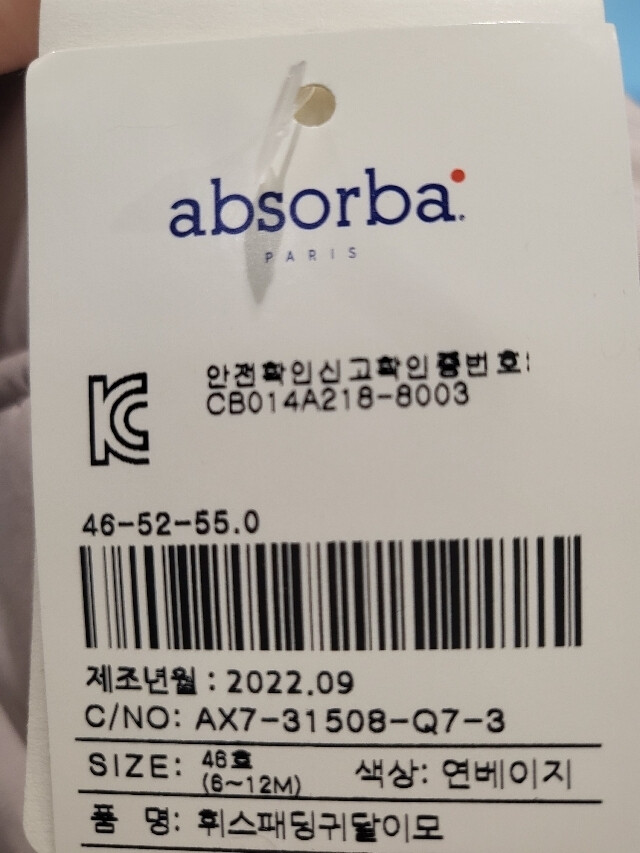 absorba
PARIS
안전확인신고확인증번호:
CB014A218-8003
46-52-55.0
제조년월 : 2022.09
C/NO: AX7-31508-Q7-3
SIZE: 46호
(6~12M)
색상: 연베이지
품 명: 휘스패딩귀달이모